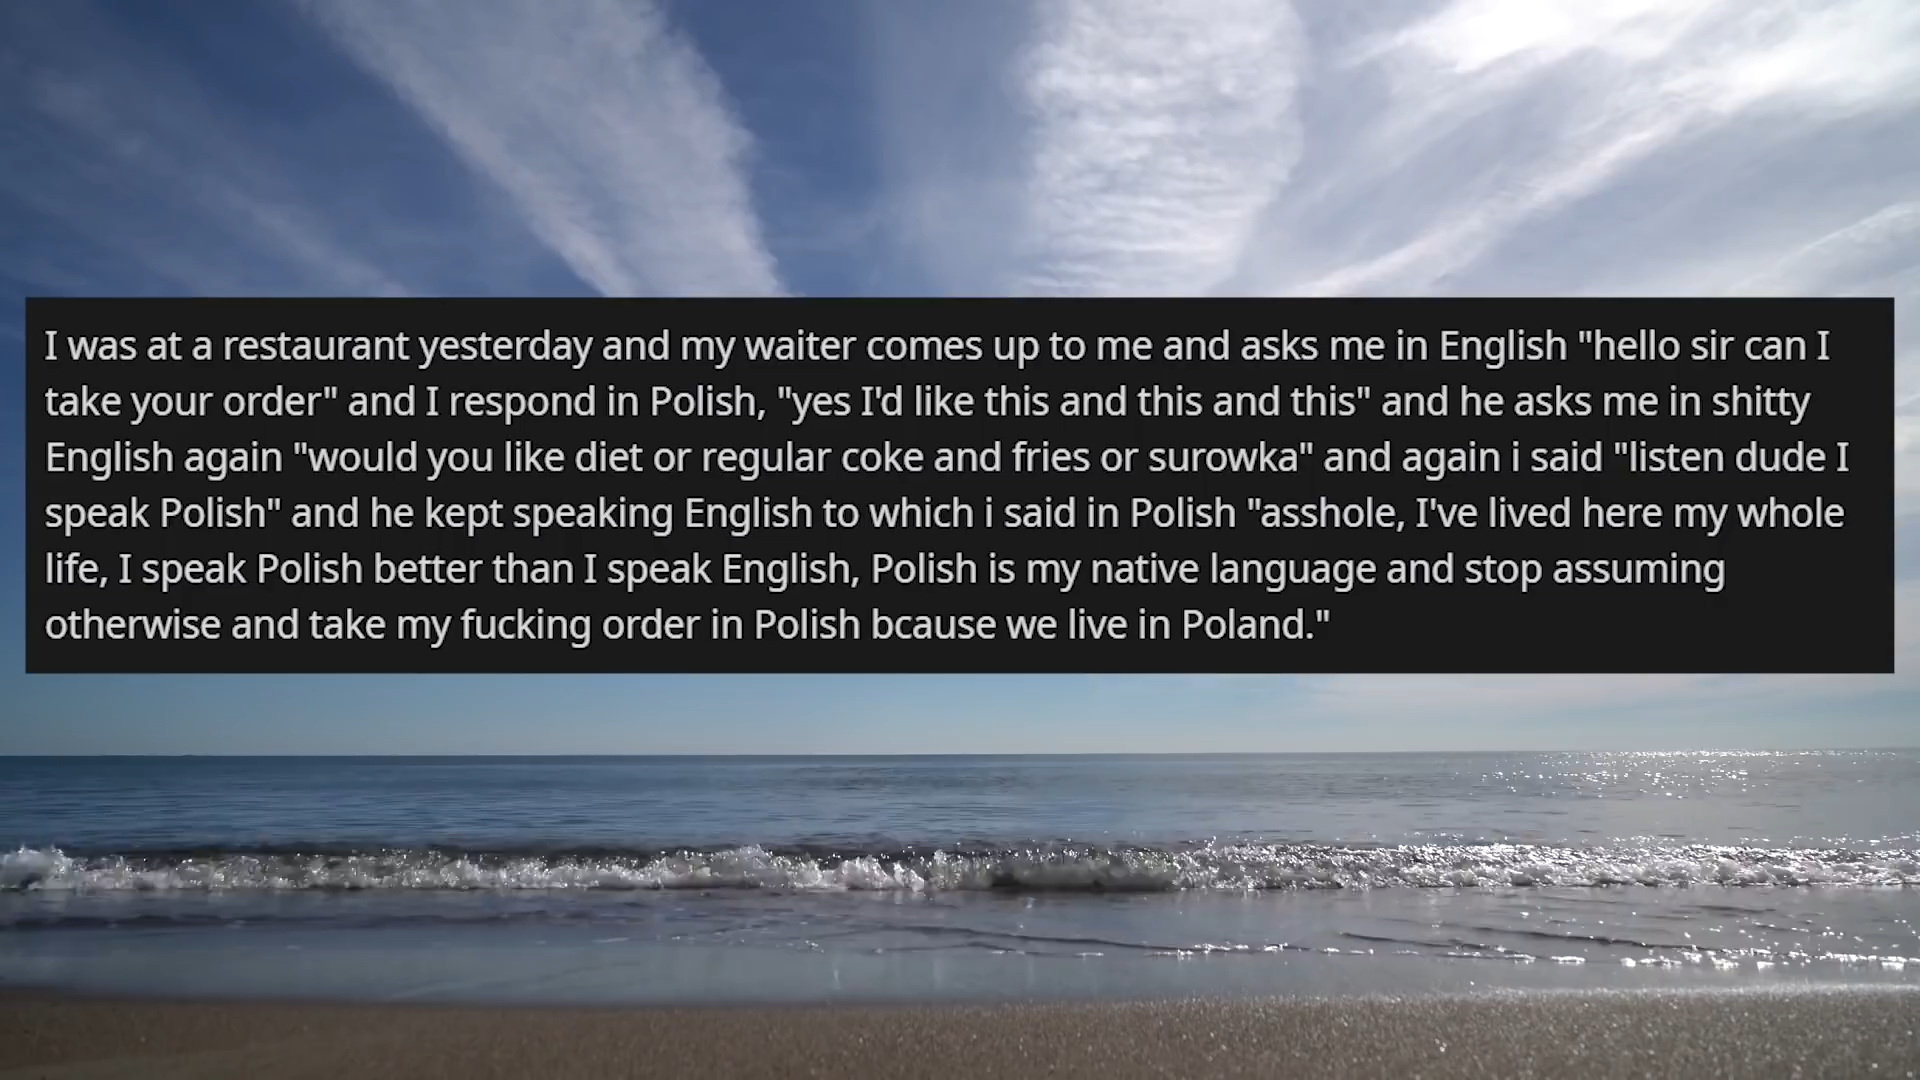 I was at a restaurant yesterday and my waiter comes up to me and asks me in English "hello sir can I
take your order" and I respond in Polish, "yes I'd like this and this and this" and he asks me in shitty
English again "would you like diet or regular coke and fries or surowka" and again i said "listen dude I
speak Polish" and he kept speaking English to which i said in Polish "asshole, I've lived here my whole
life, I speak Polish better than I speak English, Polish is my native language and stop assuming
otherwise and take my fucking order in Polish bcause we live in Poland."